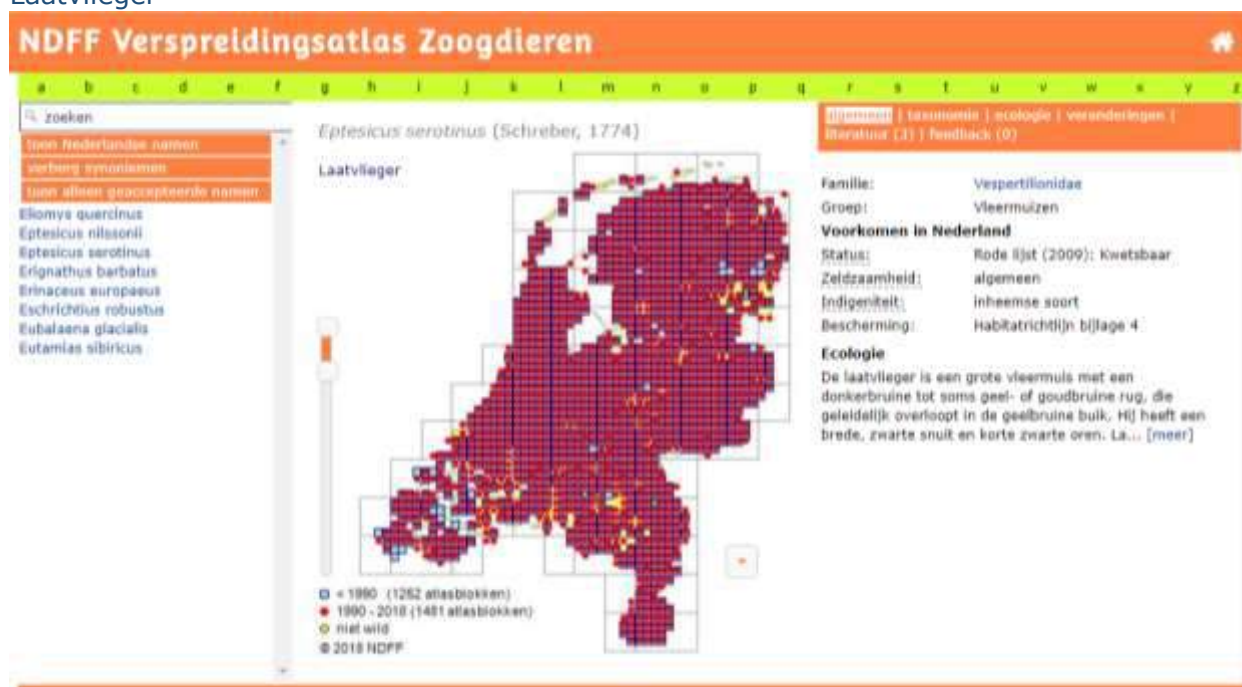 Laatvlieger
NDFF Verspreidingsatlas Zoogdieren
a b c d e f g h i j k l m n o p q r s t u v w x y z
zoeken
toon Nederlandse namen
verberg synoniemen
toon alleen geaccepteerde namen
Eliomys quercinus
Eptesicus nilssonii
Eptesicus serotinus
Erignathus barbatus
Erinaceus europaeus
Eschrichtius robustus
Eubalaena glacialis
Eutamias sibiricus
Eptesicus serotinus (Schreber, 1774)
Laatvlieger
< 1990 (1262 atlasblokken)
1990 - 2018 (1481 atlasblokken)
niet wild
© 2018 NDFF
algemeen | taxonomie | ecologie | veranderingen |
literatuur (3) | feedback (0)
Familie: Vespertilionidae
Groep: Vleermuizen
Voorkomen in Nederland
Status: Rode lijst (2009): Kwetsbaar
Zeldzaamheid: algemeen
Indigeniteit: inheemse soort
Bescherming: Habitatrichtlijn bijlage 4
Ecologie
De laatvlieger is een grote vleermuis met een
donkerbruine tot soms geel- of goudbruine rug, die
geleidelijk overloopt in de geelbruine buik. Hij heeft een
brede, zwarte snuit en korte zwarte oren. La... [meer]